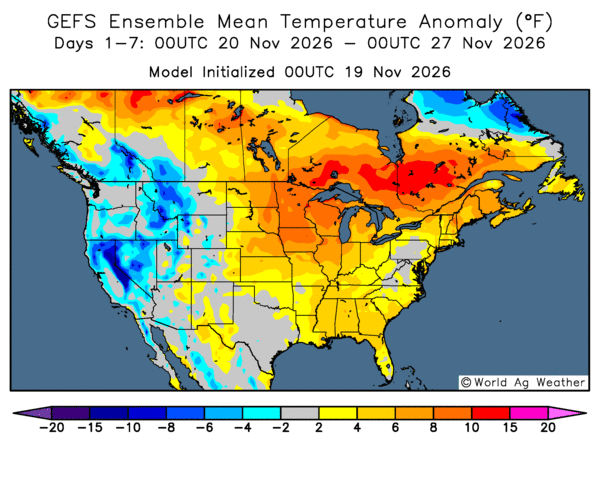 GEFS Ensemble Mean Temperature Anomaly (°F)
Days 1-7: 00UTC 20 Nov 2026 - 00UTC 27 Nov 2026
Model Initialized 00UTC 19 Nov 2026
©World Ag Weather
-20 -15 -10 -8 -6 -4 -2 2 4 6 8 10 15 20